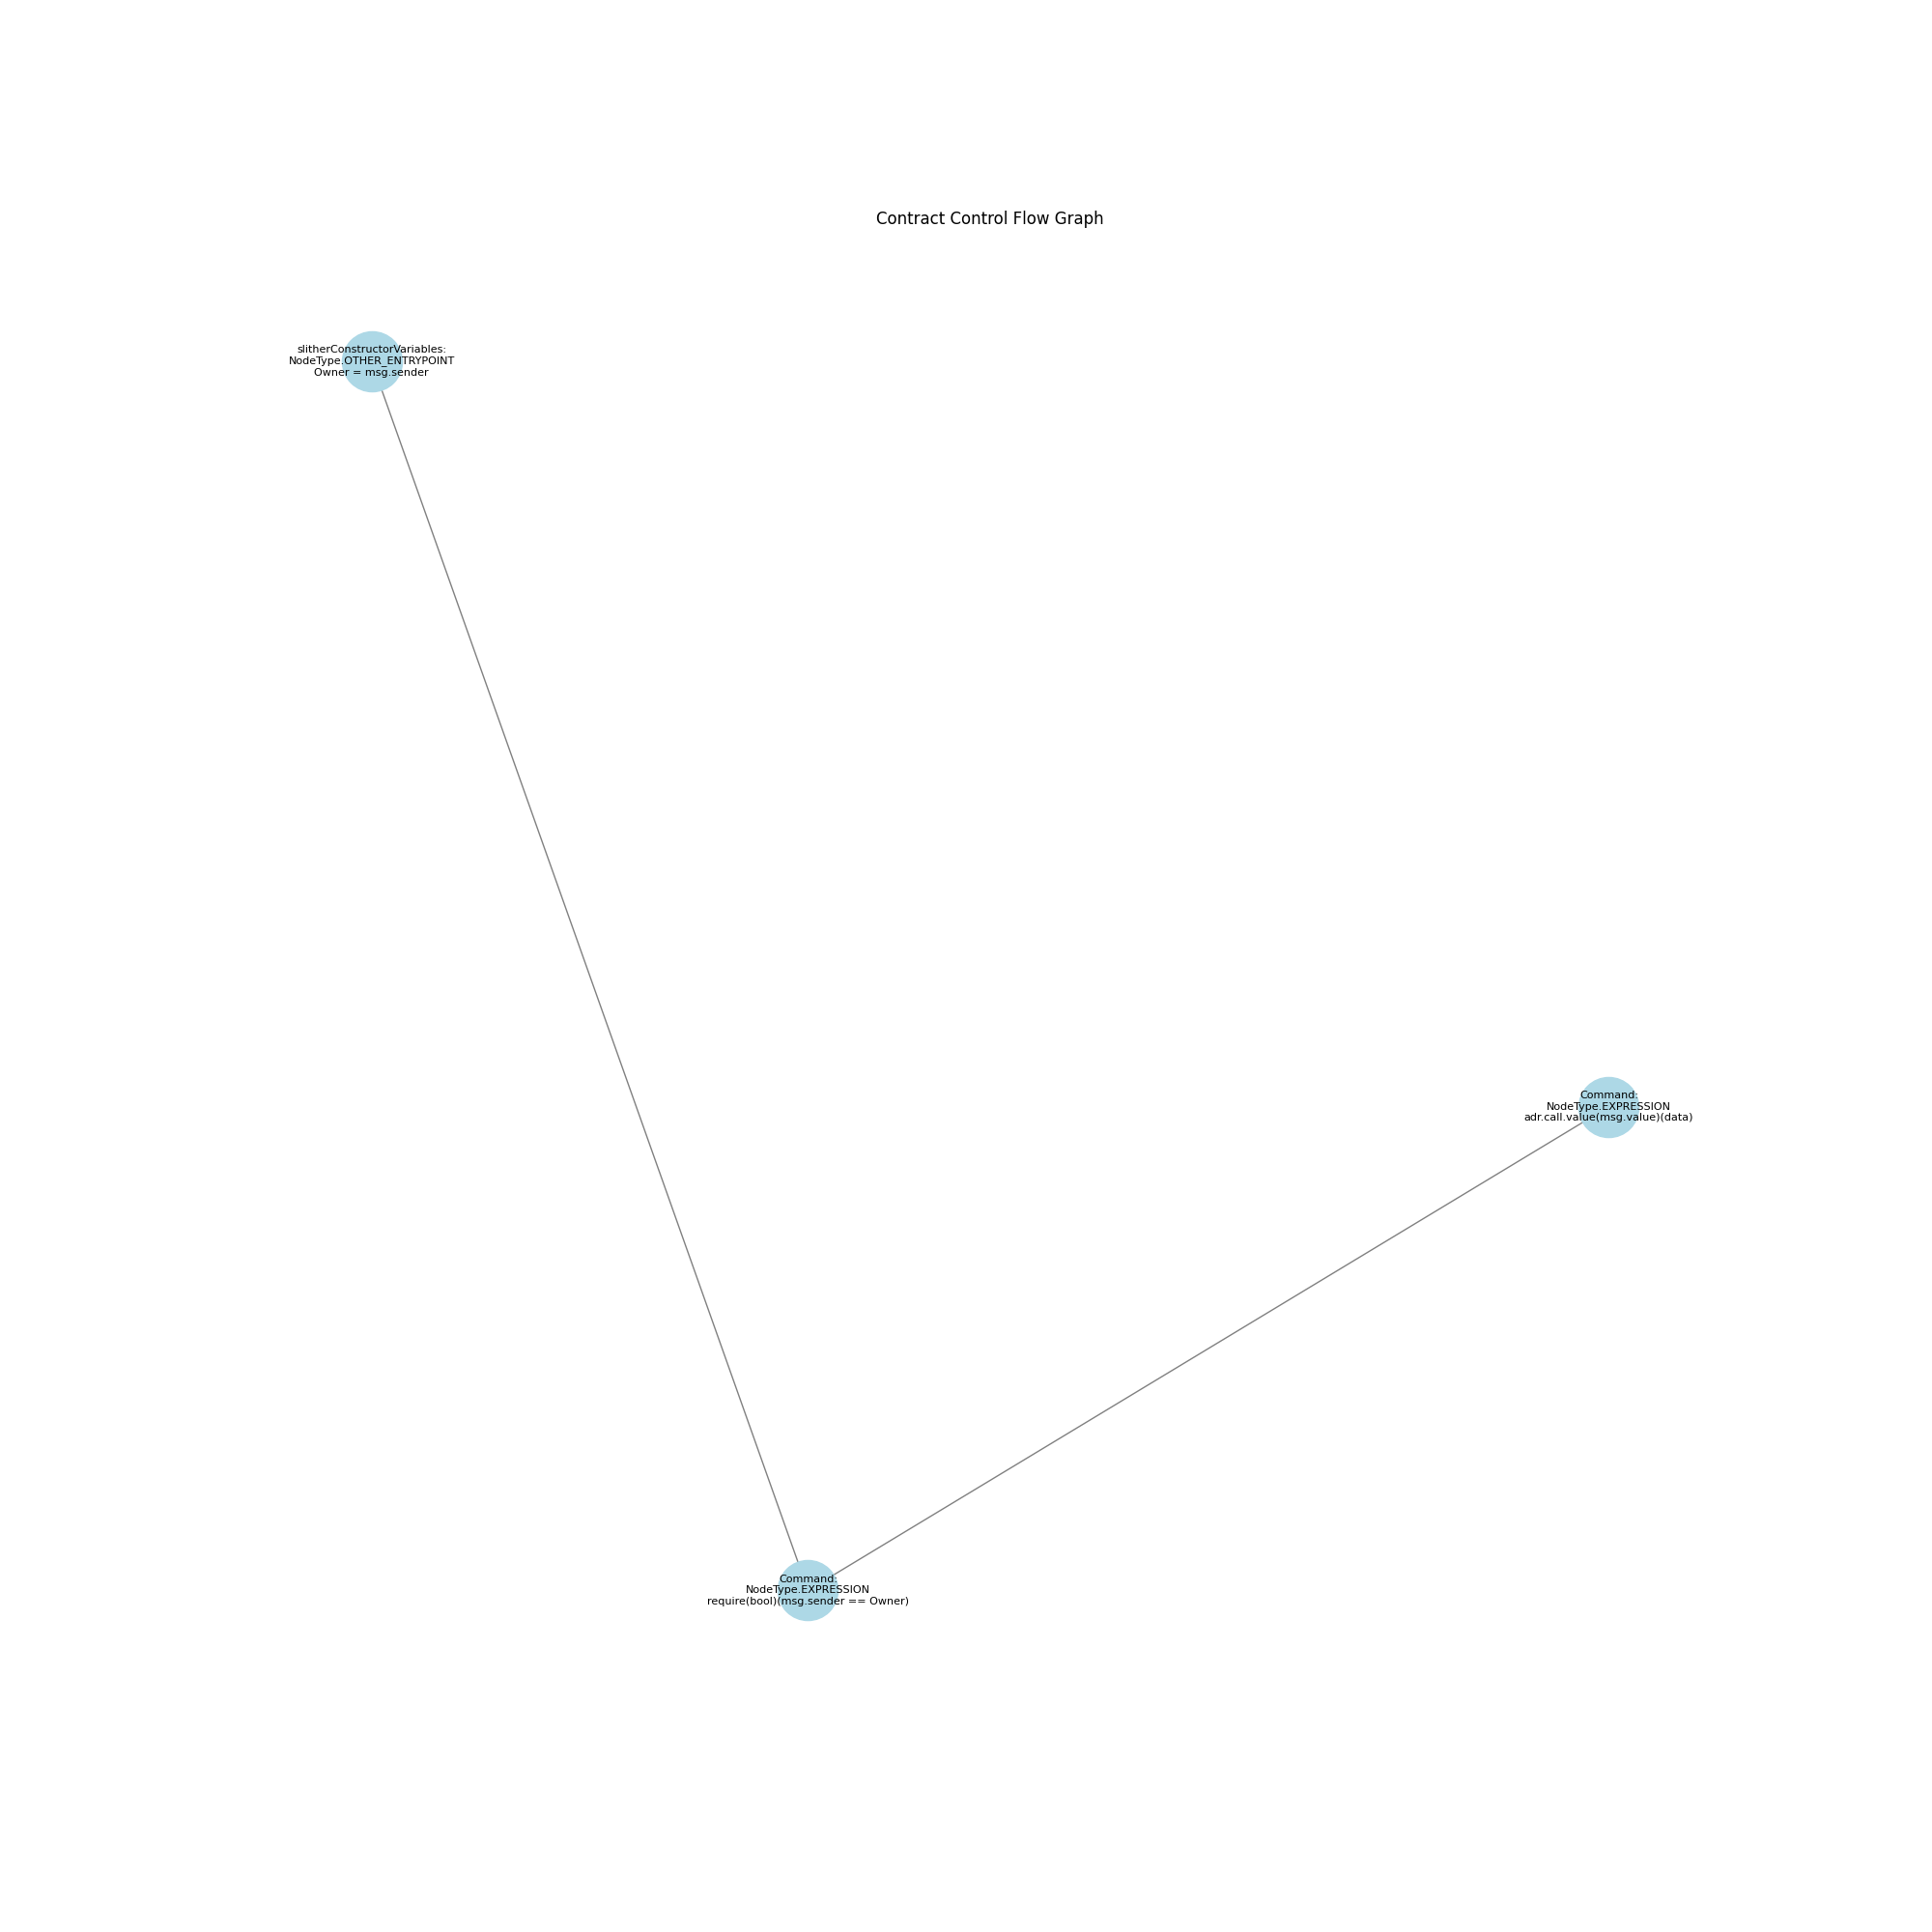 Contract Control Flow Graph
slitherConstructorVariables:
NodeType.OTHER_ENTRYPOINT
Owner = msg.sender
Command:
NodeType.EXPRESSION
adr.call.value(msg.value)(data)
Command:
NodeType.EXPRESSION
require(bool)(msg.sender == Owner)